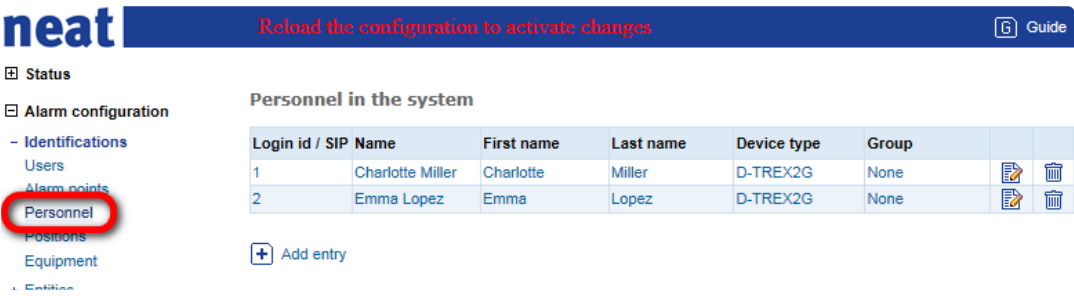 neat
Reload the configuration to activate changes
G Guide
Status
Alarm configuration
– Identifications
Users
Alarm points
Personnel
Positions
Equipment
+ Entities
Personnel in the system
Login id / SIP Name First name Last name Device type Group
1 Charlotte Miller Charlotte Miller D-TREX2G None
2 Emma Lopez Emma Lopez D-TREX2G None
Add entry